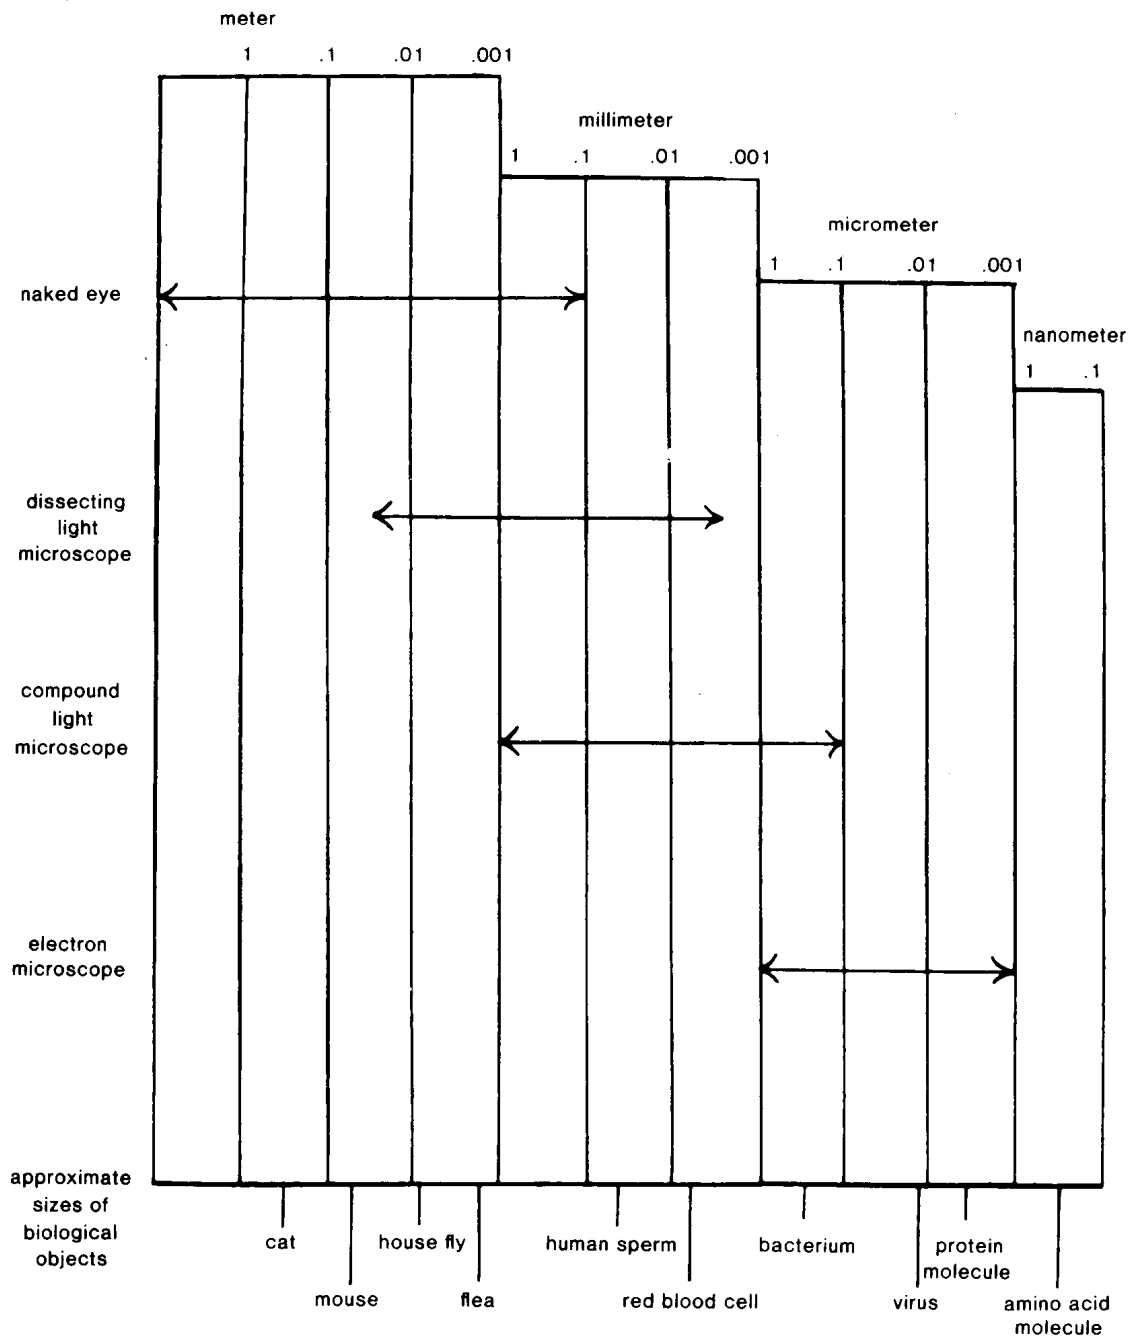 meter
1 .1 .01 .001
millimeter
1 .1 .01 .001
micrometer
1 .1 .01 .001
nanometer
1 .1
naked eye
dissecting
light
microscope
compound
light
microscope
electron
microscope
approximate
sizes of
biological
objects
cat
house fly
human sperm
bacterium
protein
molecule
mouse
flea
red blood cell
virus
amino acid
molecule